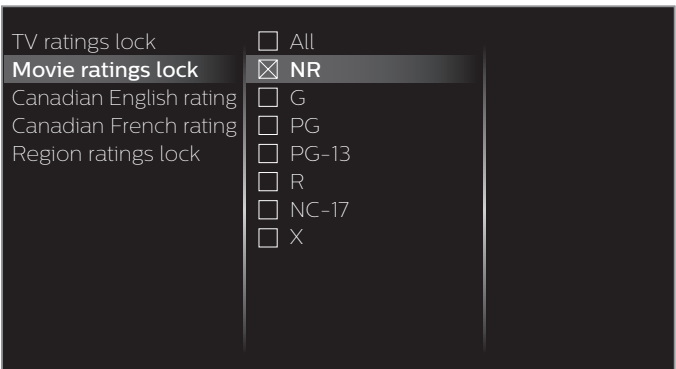 TV ratings lock
Movie ratings lock
Canadian English rating
Canadian French rating
Region ratings lock
All
NR
G
PG
PG-13
R
NC-17
X